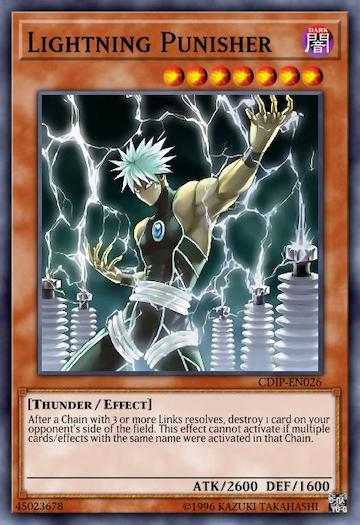 Lightning Punisher
DARK
闇
CDIP-EN026
[Thunder / Effect]
After a Chain with 3 or more Links resolves, destroy 1 card on your
opponent's side of the field. This effect cannot activate if multiple
cards/effects with the same name were activated in that Chain.
ATK/2600 DEF/1600
45023678
©1996 KAZUKI TAKAHASHI